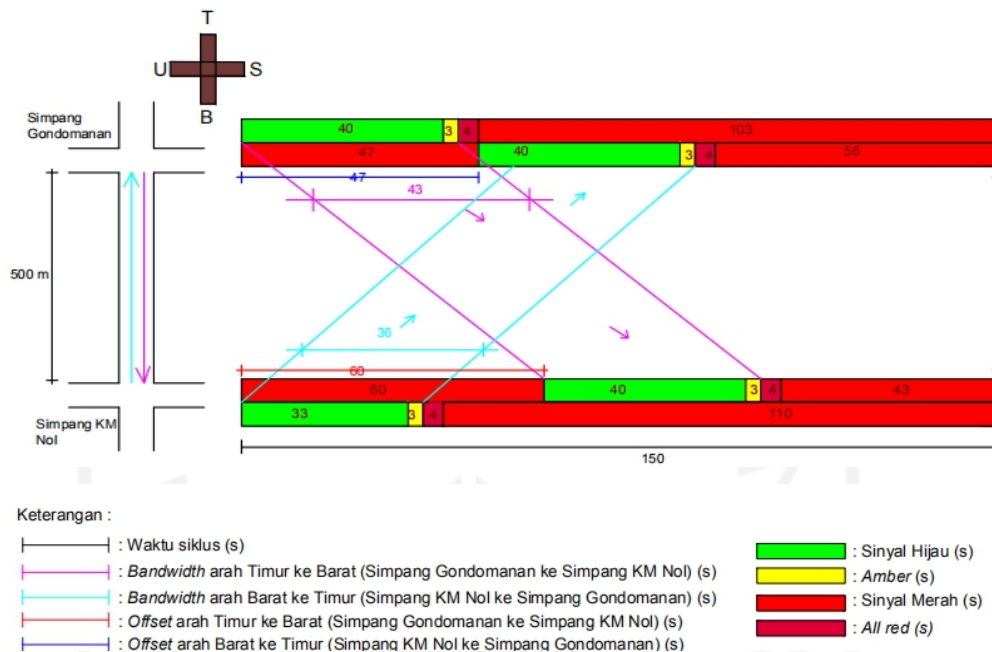 T
U S
B
Simpang
Gondomanan
40 3 4 103
47 40 3 4 56
47
43
500 m
36
60
60 40 3 4 43
33 3 4 110
Simpang KM
Nol
150
Keterangan :
: Waktu siklus (s)
: Bandwidth arah Timur ke Barat (Simpang Gondomanan ke Simpang KM Nol) (s)
: Bandwidth arah Barat ke Timur (Simpang KM Nol ke Simpang Gondomanan) (s)
: Offset arah Timur ke Barat (Simpang Gondomanan ke Simpang KM Nol) (s)
: Offset arah Barat ke Timur (Simpang KM Nol ke Simpang Gondomanan) (s)
: Sinyal Hijau (s)
: Amber (s)
: Sinyal Merah (s)
: All red (s)